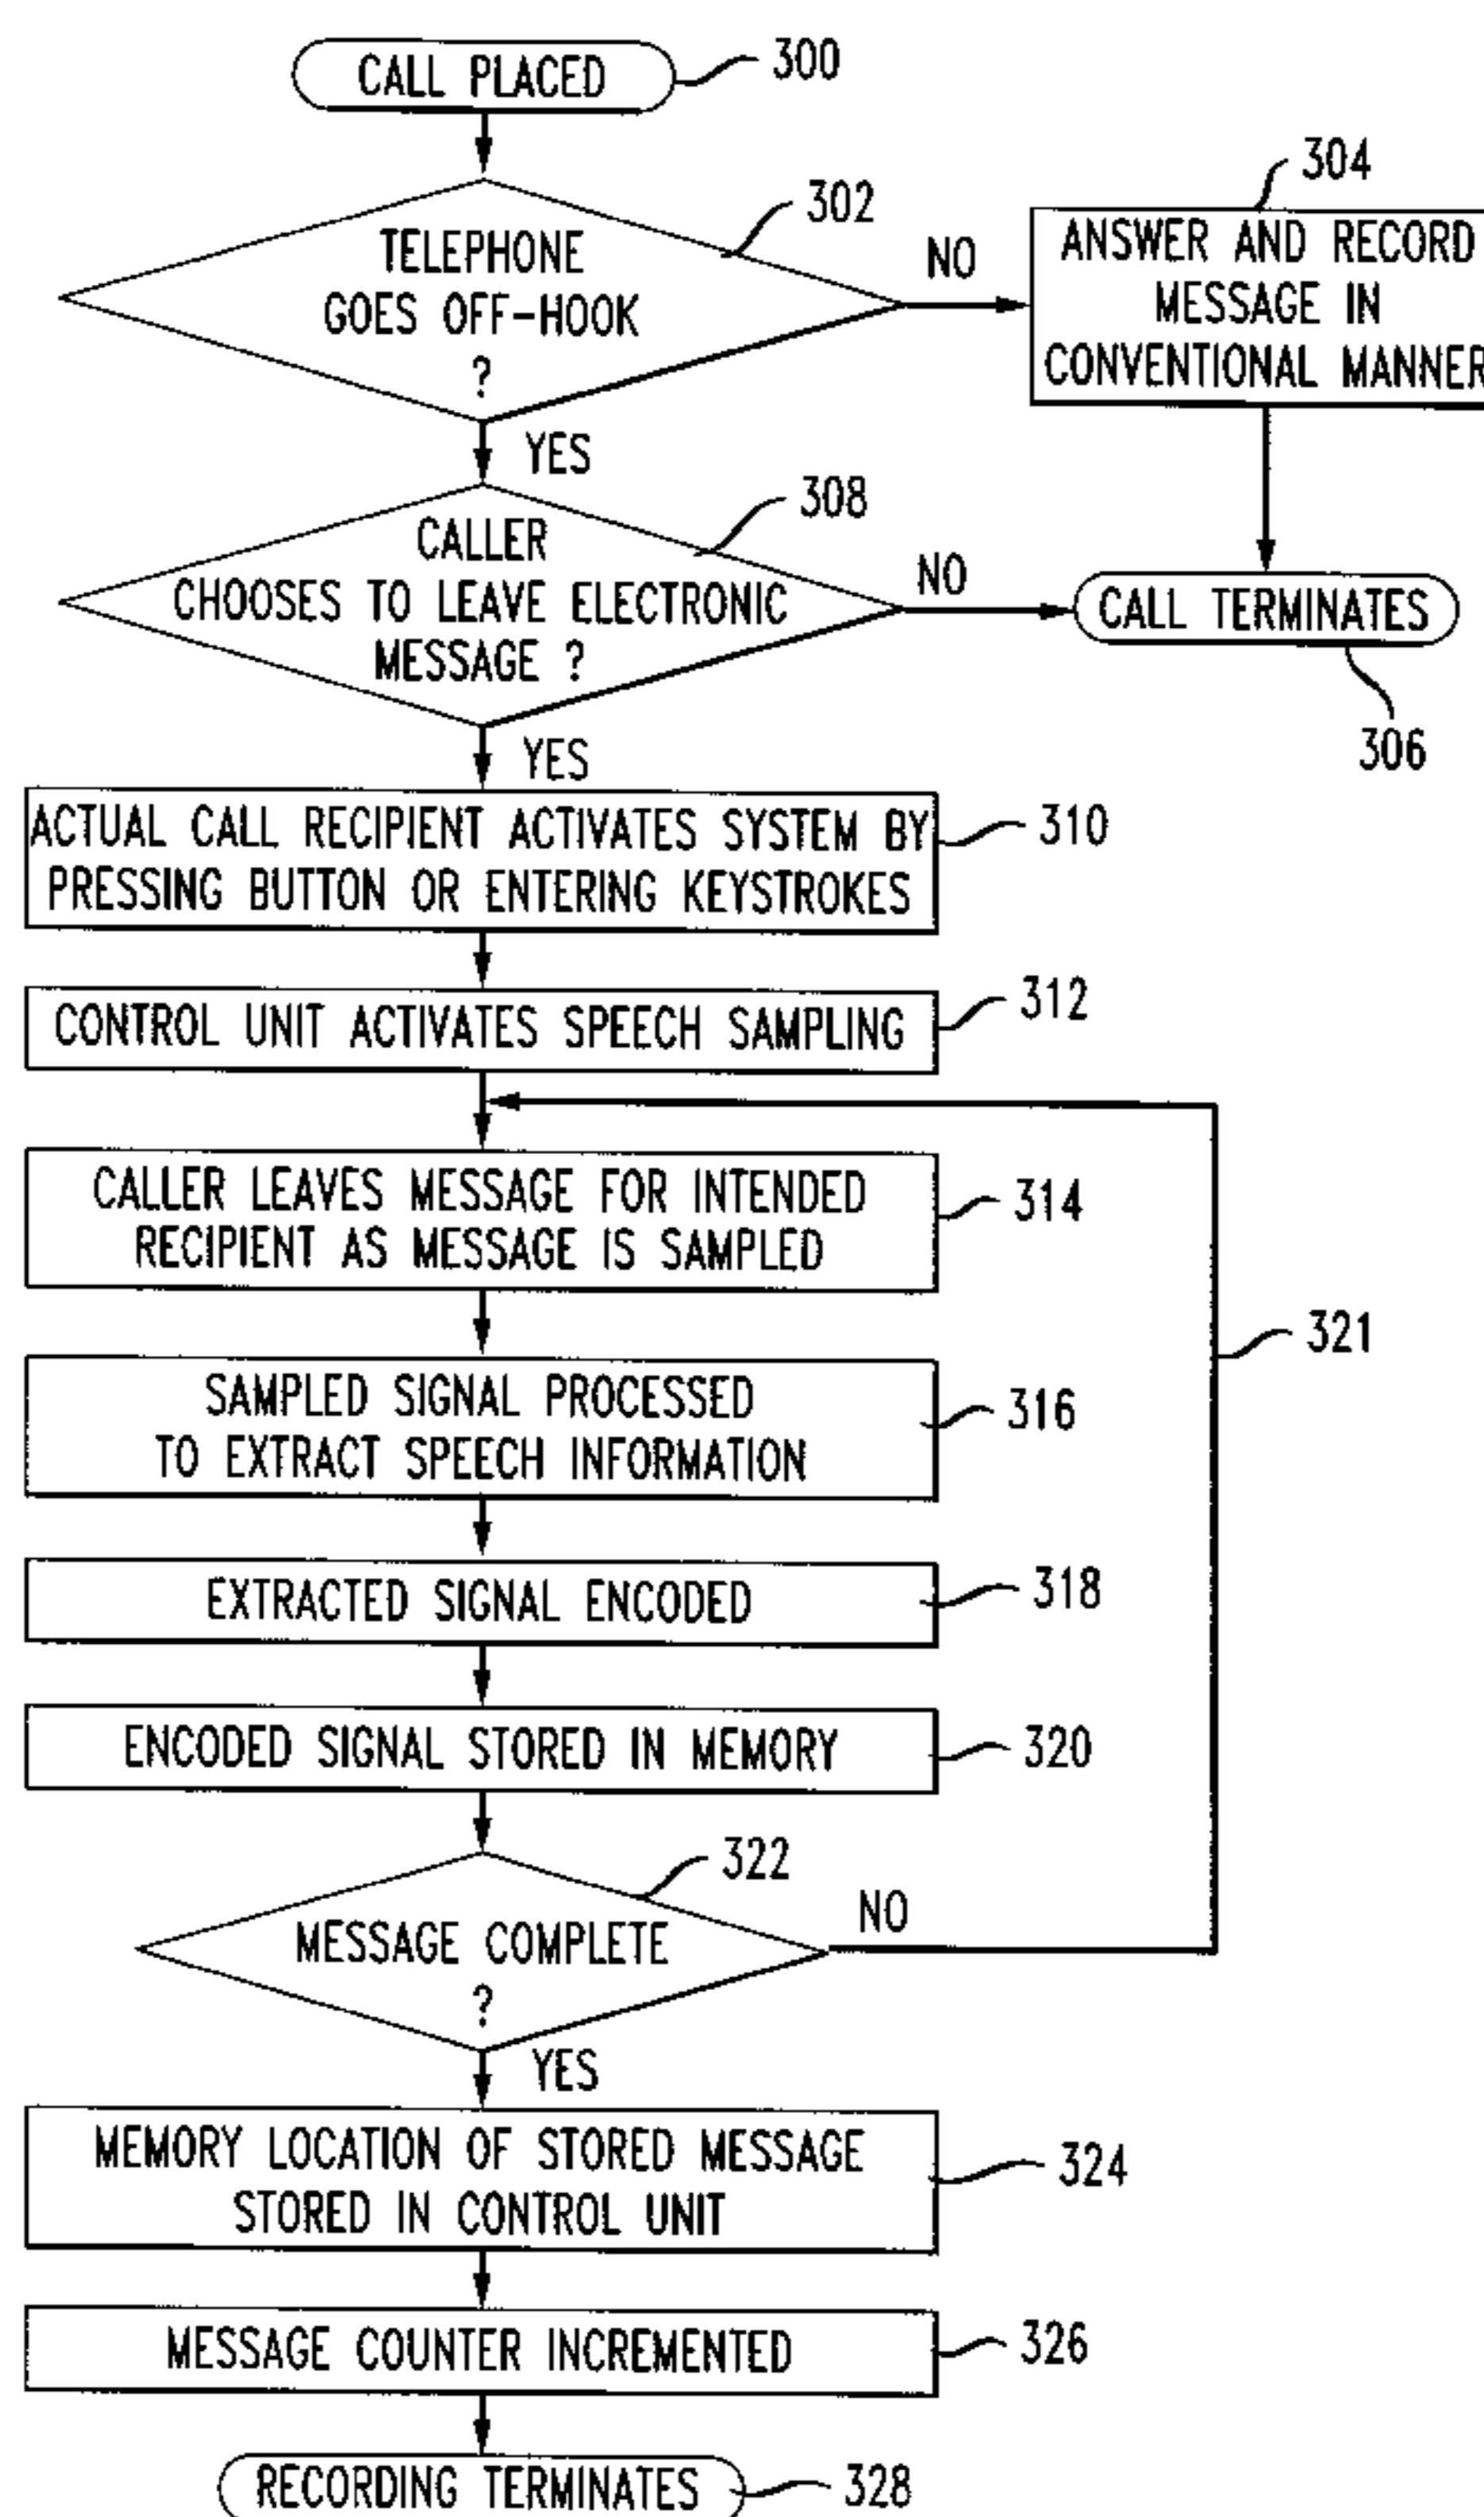 CALL PLACED
300
TELEPHONE
GOES OFF-HOOK
?
302
NO
304
ANSWER AND RECORD
MESSAGE IN
CONVENTIONAL MANNER
YES
CALLER
CHOOSES TO LEAVE ELECTRONIC
MESSAGE ?
308
NO
CALL TERMINATES
306
YES
ACTUAL CALL RECIPIENT ACTIVATES SYSTEM BY
PRESSING BUTTON OR ENTERING KEYSTROKES
310
CONTROL UNIT ACTIVATES SPEECH SAMPLING
312
CALLER LEAVES MESSAGE FOR INTENDED
RECIPIENT AS MESSAGE IS SAMPLED
314
321
SAMPLED SIGNAL PROCESSED
TO EXTRACT SPEECH INFORMATION
316
EXTRACTED SIGNAL ENCODED
318
ENCODED SIGNAL STORED IN MEMORY
320
322
MESSAGE COMPLETE
?
NO
YES
MEMORY LOCATION OF STORED MESSAGE
STORED IN CONTROL UNIT
324
MESSAGE COUNTER INCREMENTED
326
RECORDING TERMINATES
328